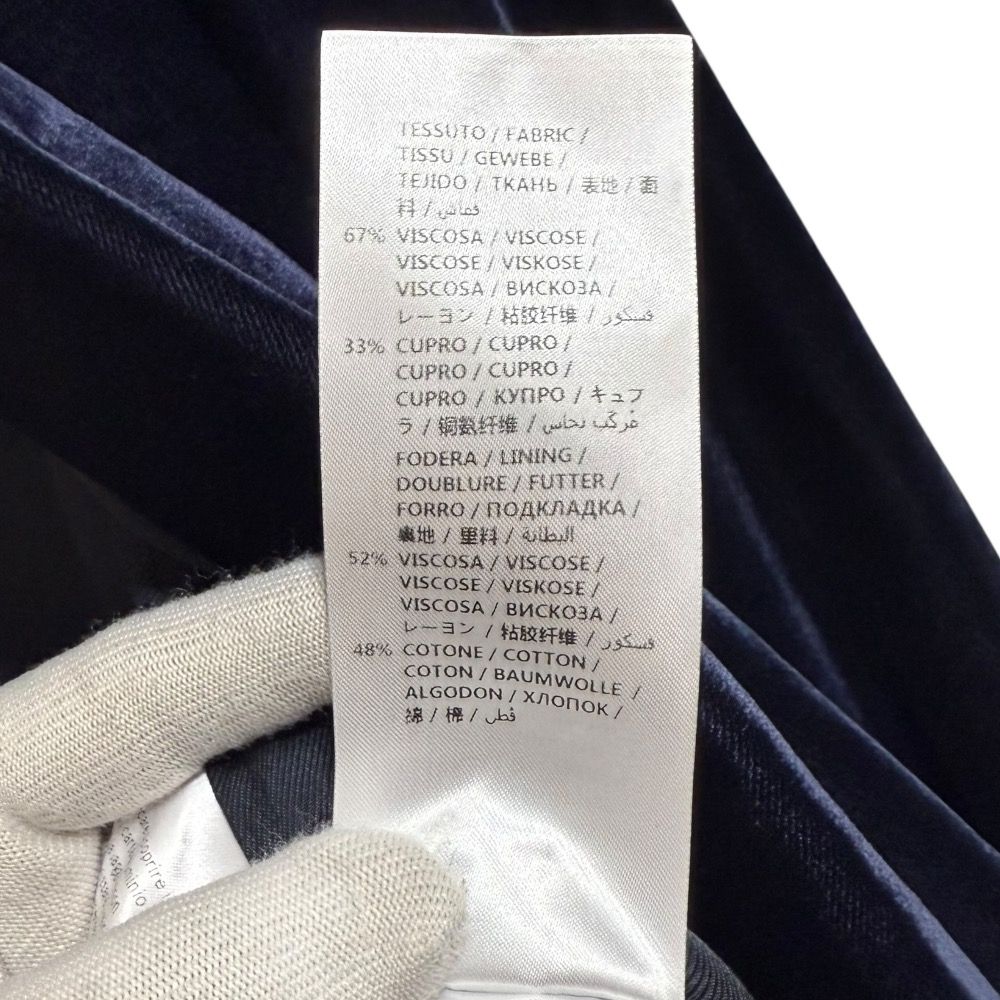 TESSUTO / FABRIC /
TISSU / GEWEBE /
TEJIDO / ТКАНЬ / 表地 / 面
料 / قماش
67% VISCOSA / VISCOSE /
VISCOSE / VISKOSE /
VISCOSA / ВИСКОЗА /
レーヨン / 粘胶纤维 / فسكور
33% CUPRO / CUPRO /
CUPRO / CUPRO /
CUPRO / КУПРО / キュプ
ラ / 铜氨纤维 / مُركّب نحاس
FODERA / LINING /
DOUBLURE / FUTTER /
FORRO / ПОДКЛАДКА /
裏地 / 里料 / البطانة
52% VISCOSA / VISCOSE /
VISCOSE / VISKOSE /
VISCOSA / ВИСКОЗА /
レーヨン / 粘胶纤维 / فسكور
48% COTONE / COTTON /
COTON / BAUMWOLLE /
ALGODON / ХЛОПОК /
綿 / 棉 / قطن